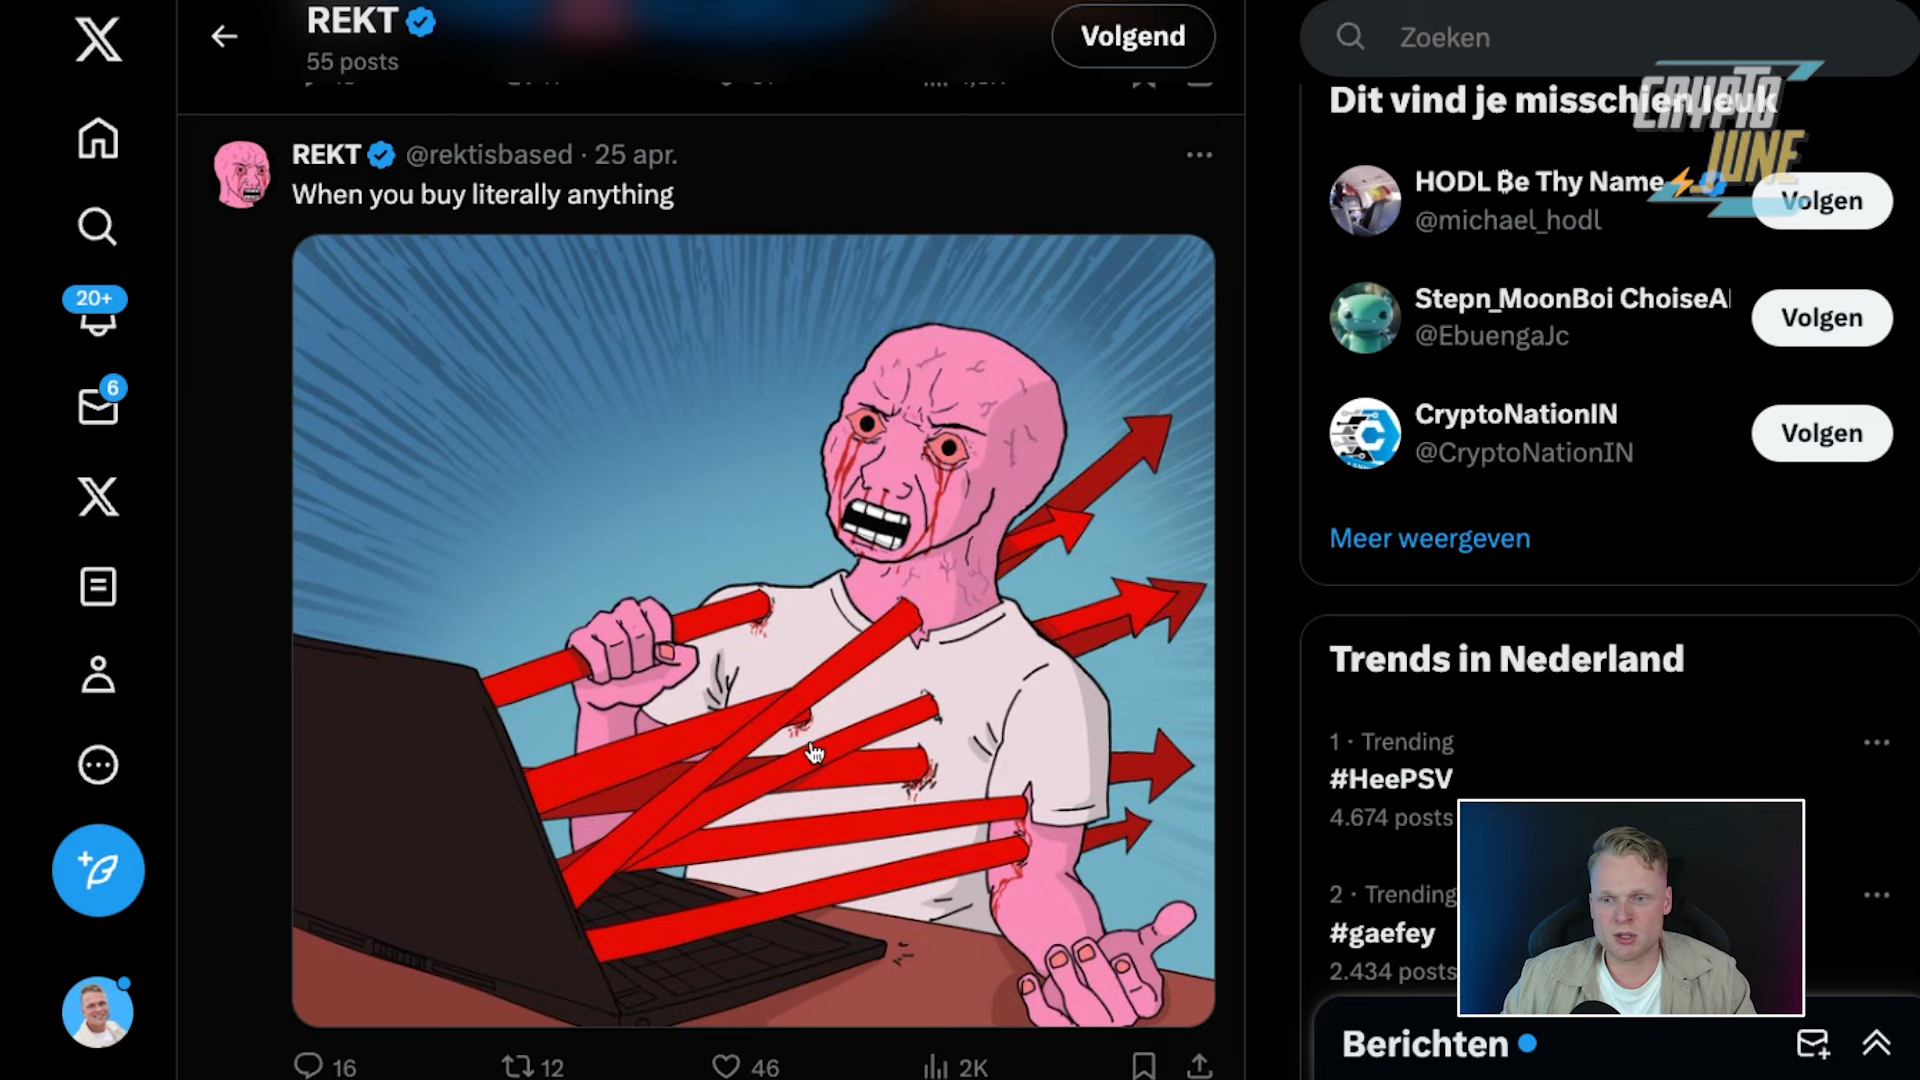 REKT
55 posts
Volgend
REKT @rektisbased · 25 apr.
When you buy literally anything
16 12 46 2K
20+
6
Zoeken
Dit vind je misschien leuk
CRYPTO
JUNE
HODL ₿e Thy Name⚡
@michael_hodl
Volgen
Stepn_MoonBoi ChoiseA
@EbuengaJc
Volgen
CryptoNationIN
@CryptoNationIN
Volgen
Meer weergeven
Trends in Nederland
1 · Trending
#HeePSV
4.674 posts
2 · Trending
#gaefey
2.434 posts
Berichten